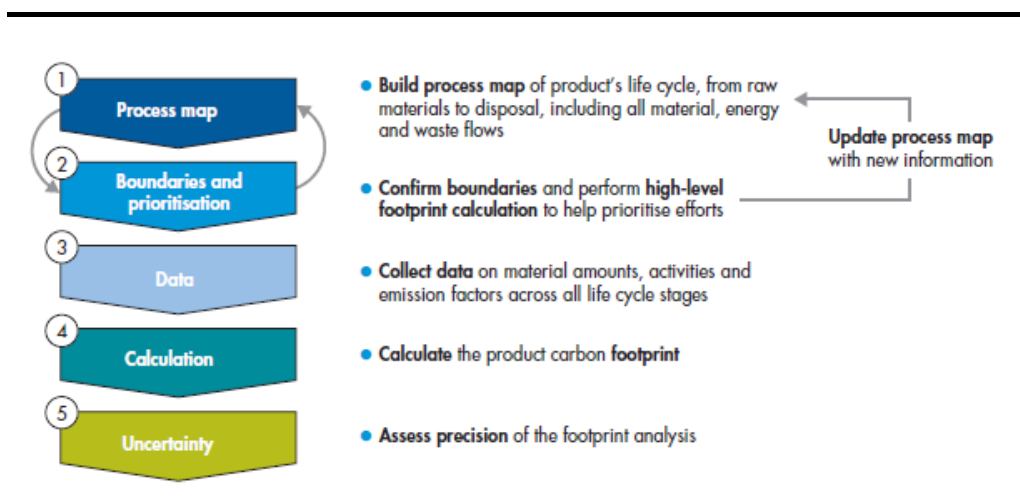 1
Process map
● Build process map of product's life cycle, from raw
materials to disposal, including all material, energy
and waste flows
Update process map
with new information
2
Boundaries and
prioritisation
● Confirm boundaries and perform high-level
footprint calculation to help prioritise efforts
3
Data
● Collect data on material amounts, activities and
emission factors across all life cycle stages
4
Calculation
● Calculate the product carbon footprint
5
Uncertainty
● Assess precision of the footprint analysis